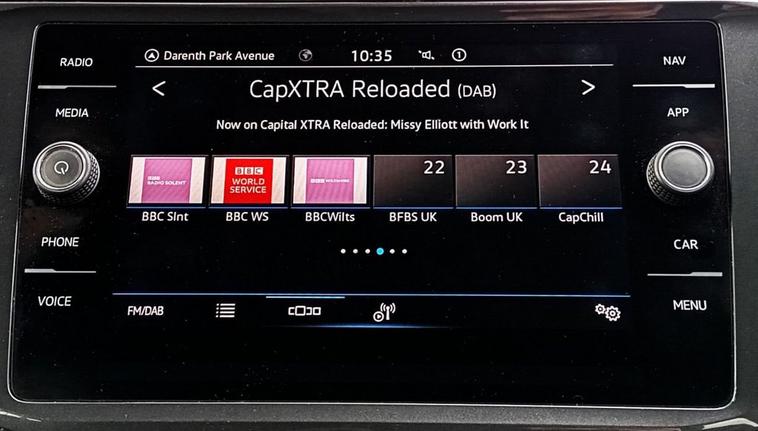 RADIO
MEDIA
PHONE
VOICE
Darenth Park Avenue 10:35 1
< CapXTRA Reloaded (DAB) >
Now on Capital XTRA Reloaded: Missy Elliott with Work It
BBC
RADIO SOLENT
BBC
WORLD
SERVICE
BBC WILTSHIRE
22 23 24
BBC Slnt BBC WS BBCWilts BFBS UK Boom UK CapChill
FM/DAB
NAV
APP
CAR
MENU